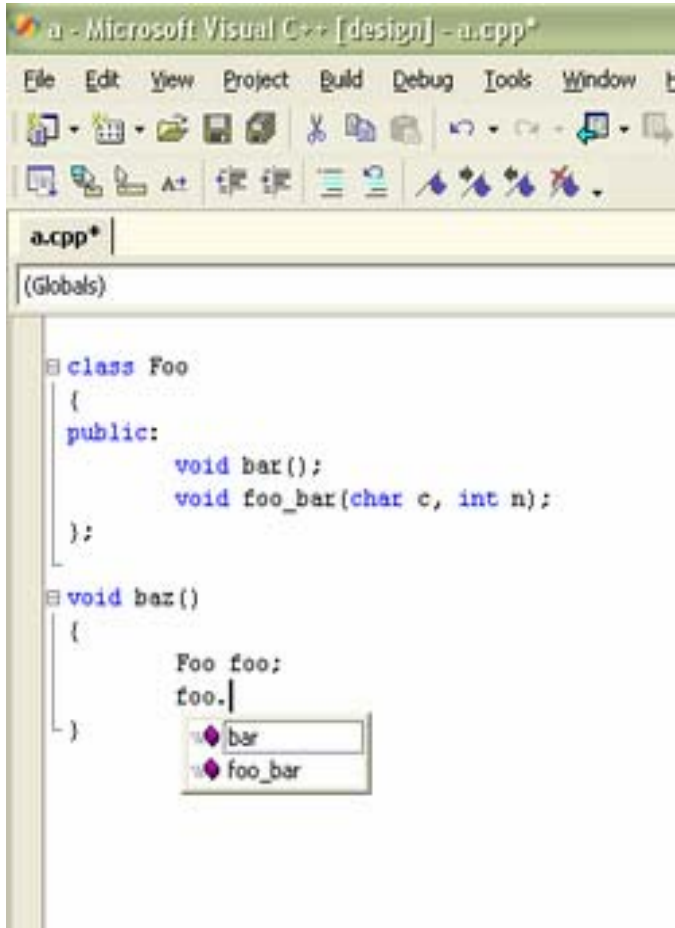 a - Microsoft Visual C++ [design] - a.cpp*
File Edit View Project Build Debug Tools Window
a.cpp*
(Globals)
class Foo
{
public:
void bar();
void foo_bar(char c, int n);
};
void baz()
{
Foo foo;
foo.
}
bar
foo_bar